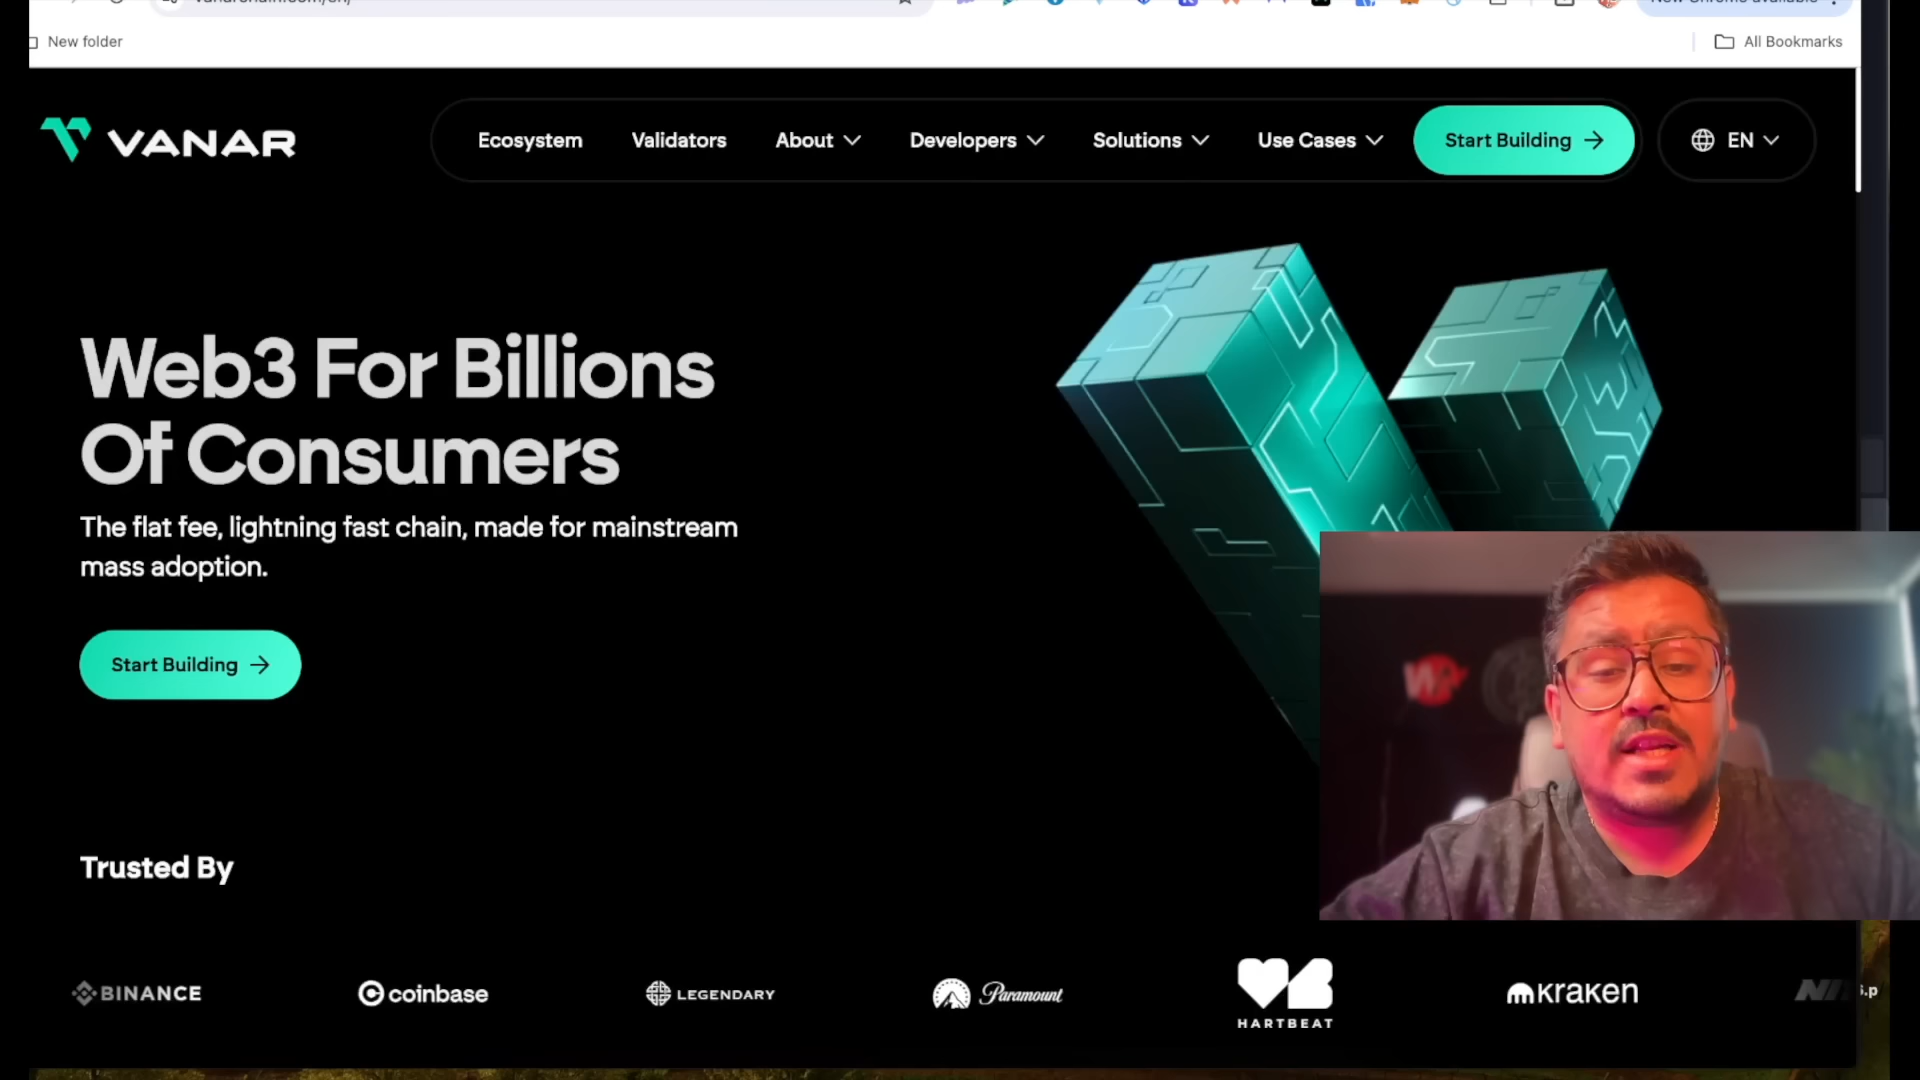 New folder
All Bookmarks
VANAR
Ecosystem
Validators
About
Developers
Solutions
Use Cases
Start Building
EN
Web3 For Billions
Of Consumers
The flat fee, lightning fast chain, made for mainstream
mass adoption.
Start Building
Trusted By
BINANCE
coinbase
LEGENDARY
Paramount
HARTBEAT
kraken